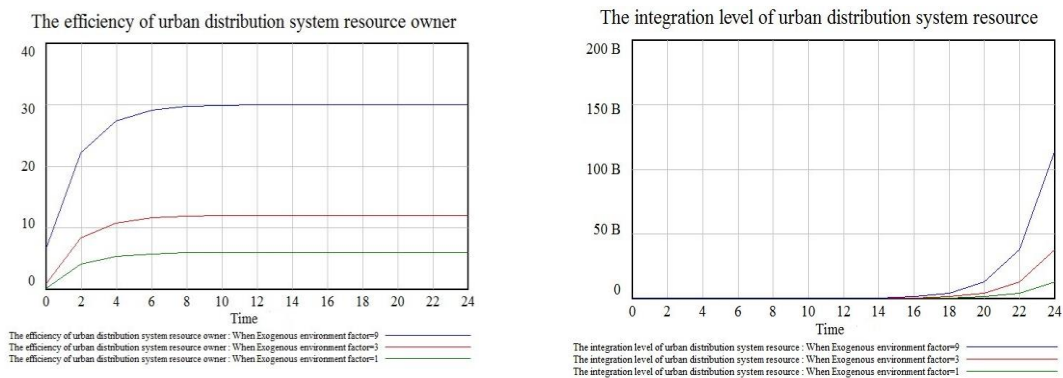 The efficiency of urban distribution system resource owner
40
30
20
10
0
0 2 4 6 8 10 12 14 16 18 20 22 24
Time
The efficiency of urban distribution system resource owner : When Exogenous environment factor=9
The efficiency of urban distribution system resource owner : When Exogenous environment factor=3
The efficiency of urban distribution system resource owner : When Exogenous environment factor=1
The integration level of urban distribution system resource
200 B
150 B
100 B
50 B
0
0 2 4 6 8 10 12 14 16 18 20 22 24
Time
The integration level of urban distribution system resource : When Exogenous environment factor=9
The integration level of urban distribution system resource : When Exogenous environment factor=3
The integration level of urban distribution system resource : When Exogenous environment factor=1